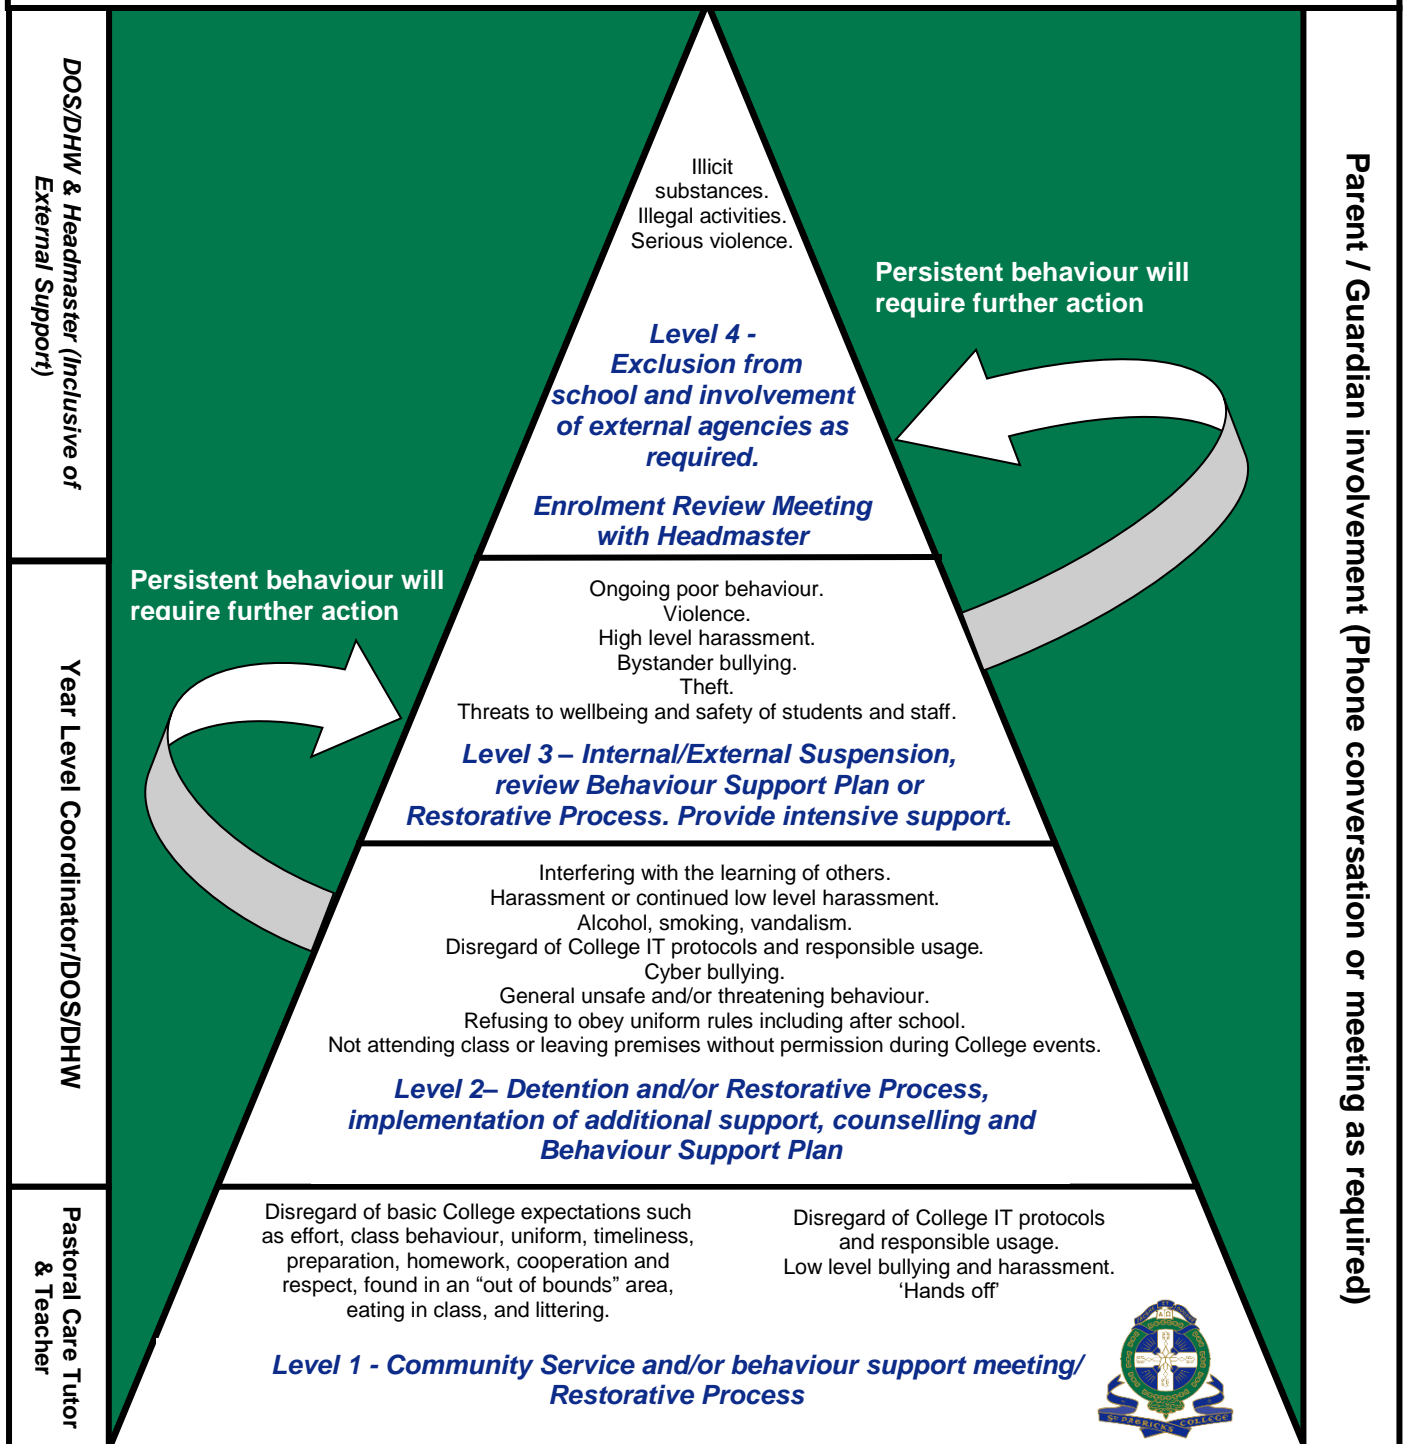 DOS/DHW & Headmaster (Inclusive of
External Support)
Year Level Coordinator/DOS/DHW
Pastoral Care Tutor
& Teacher
Illicit
substances.
Illegal activities.
Serious violence.
Level 4 -
Exclusion from
school and involvement
of external agencies as
required.
Enrolment Review Meeting
with Headmaster
Persistent behaviour will
require further action
Persistent behaviour will
require further action
Ongoing poor behaviour.
Violence.
High level harassment.
Bystander bullying.
Theft.
Threats to wellbeing and safety of students and staff.
Level 3 – Internal/External Suspension,
review Behaviour Support Plan or
Restorative Process. Provide intensive support.
Interfering with the learning of others.
Harassment or continued low level harassment.
Alcohol, smoking, vandalism.
Disregard of College IT protocols and responsible usage.
Cyber bullying.
General unsafe and/or threatening behaviour.
Refusing to obey uniform rules including after school.
Not attending class or leaving premises without permission during College events.
Level 2– Detention and/or Restorative Process,
implementation of additional support, counselling and
Behaviour Support Plan
Disregard of basic College expectations such
as effort, class behaviour, uniform, timeliness,
preparation, homework, cooperation and
respect, found in an “out of bounds” area,
eating in class, and littering.
Disregard of College IT protocols
and responsible usage.
Low level bullying and harassment.
‘Hands off’
Level 1 - Community Service and/or behaviour support meeting/
Restorative Process
ΑΩ
ST PATRICKS COLLEGE
Parent / Guardian involvement (Phone conversation or meeting as required)